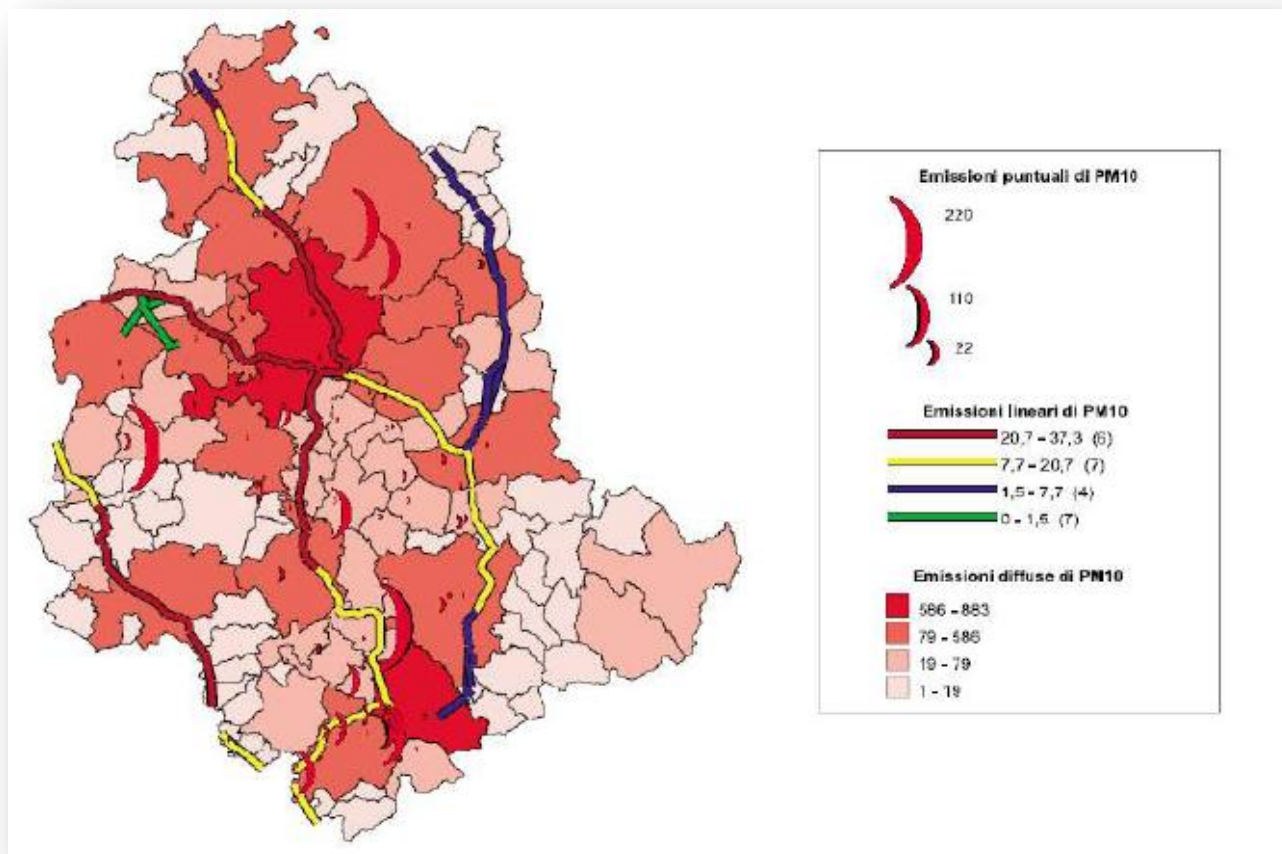 Emissioni puntuali di PM10
220
110
22
Emissioni lineari di PM10
20,7 – 37,3 (6)
7,7 – 20,7 (7)
1,5 – 7,7 (4)
0 – 1,5 (7)
Emissioni diffuse di PM10
586 – 883
79 – 586
19 – 79
1 – 19